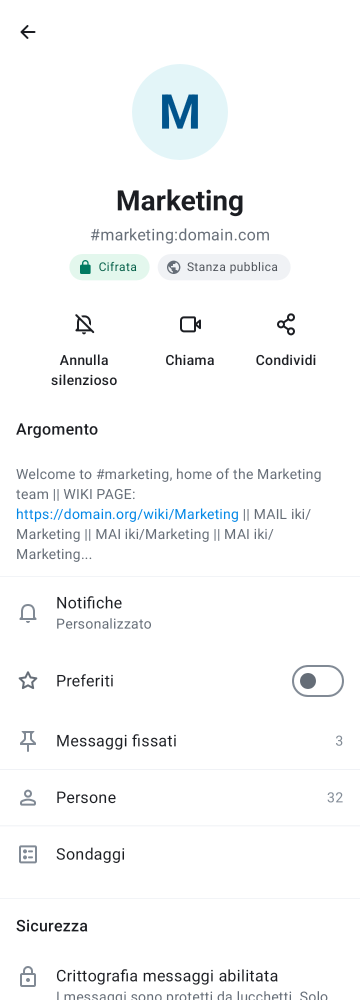 M
Marketing
#marketing:domain.com
Cifrata
Stanza pubblica
Annulla
silenzioso
Chiama
Condividi
Argomento
Welcome to #marketing, home of the Marketing
team || WIKI PAGE:
https://domain.org/wiki/Marketing || MAIL iki/
Marketing || MAI iki/Marketing || MAI iki/
Marketing...
Notifiche
Personalizzato
Preferiti
Messaggi fissati
3
Persone
32
Sondaggi
Sicurezza
Crittografia messaggi abilitata
I messaggi sono protetti da lucchetti. Solo